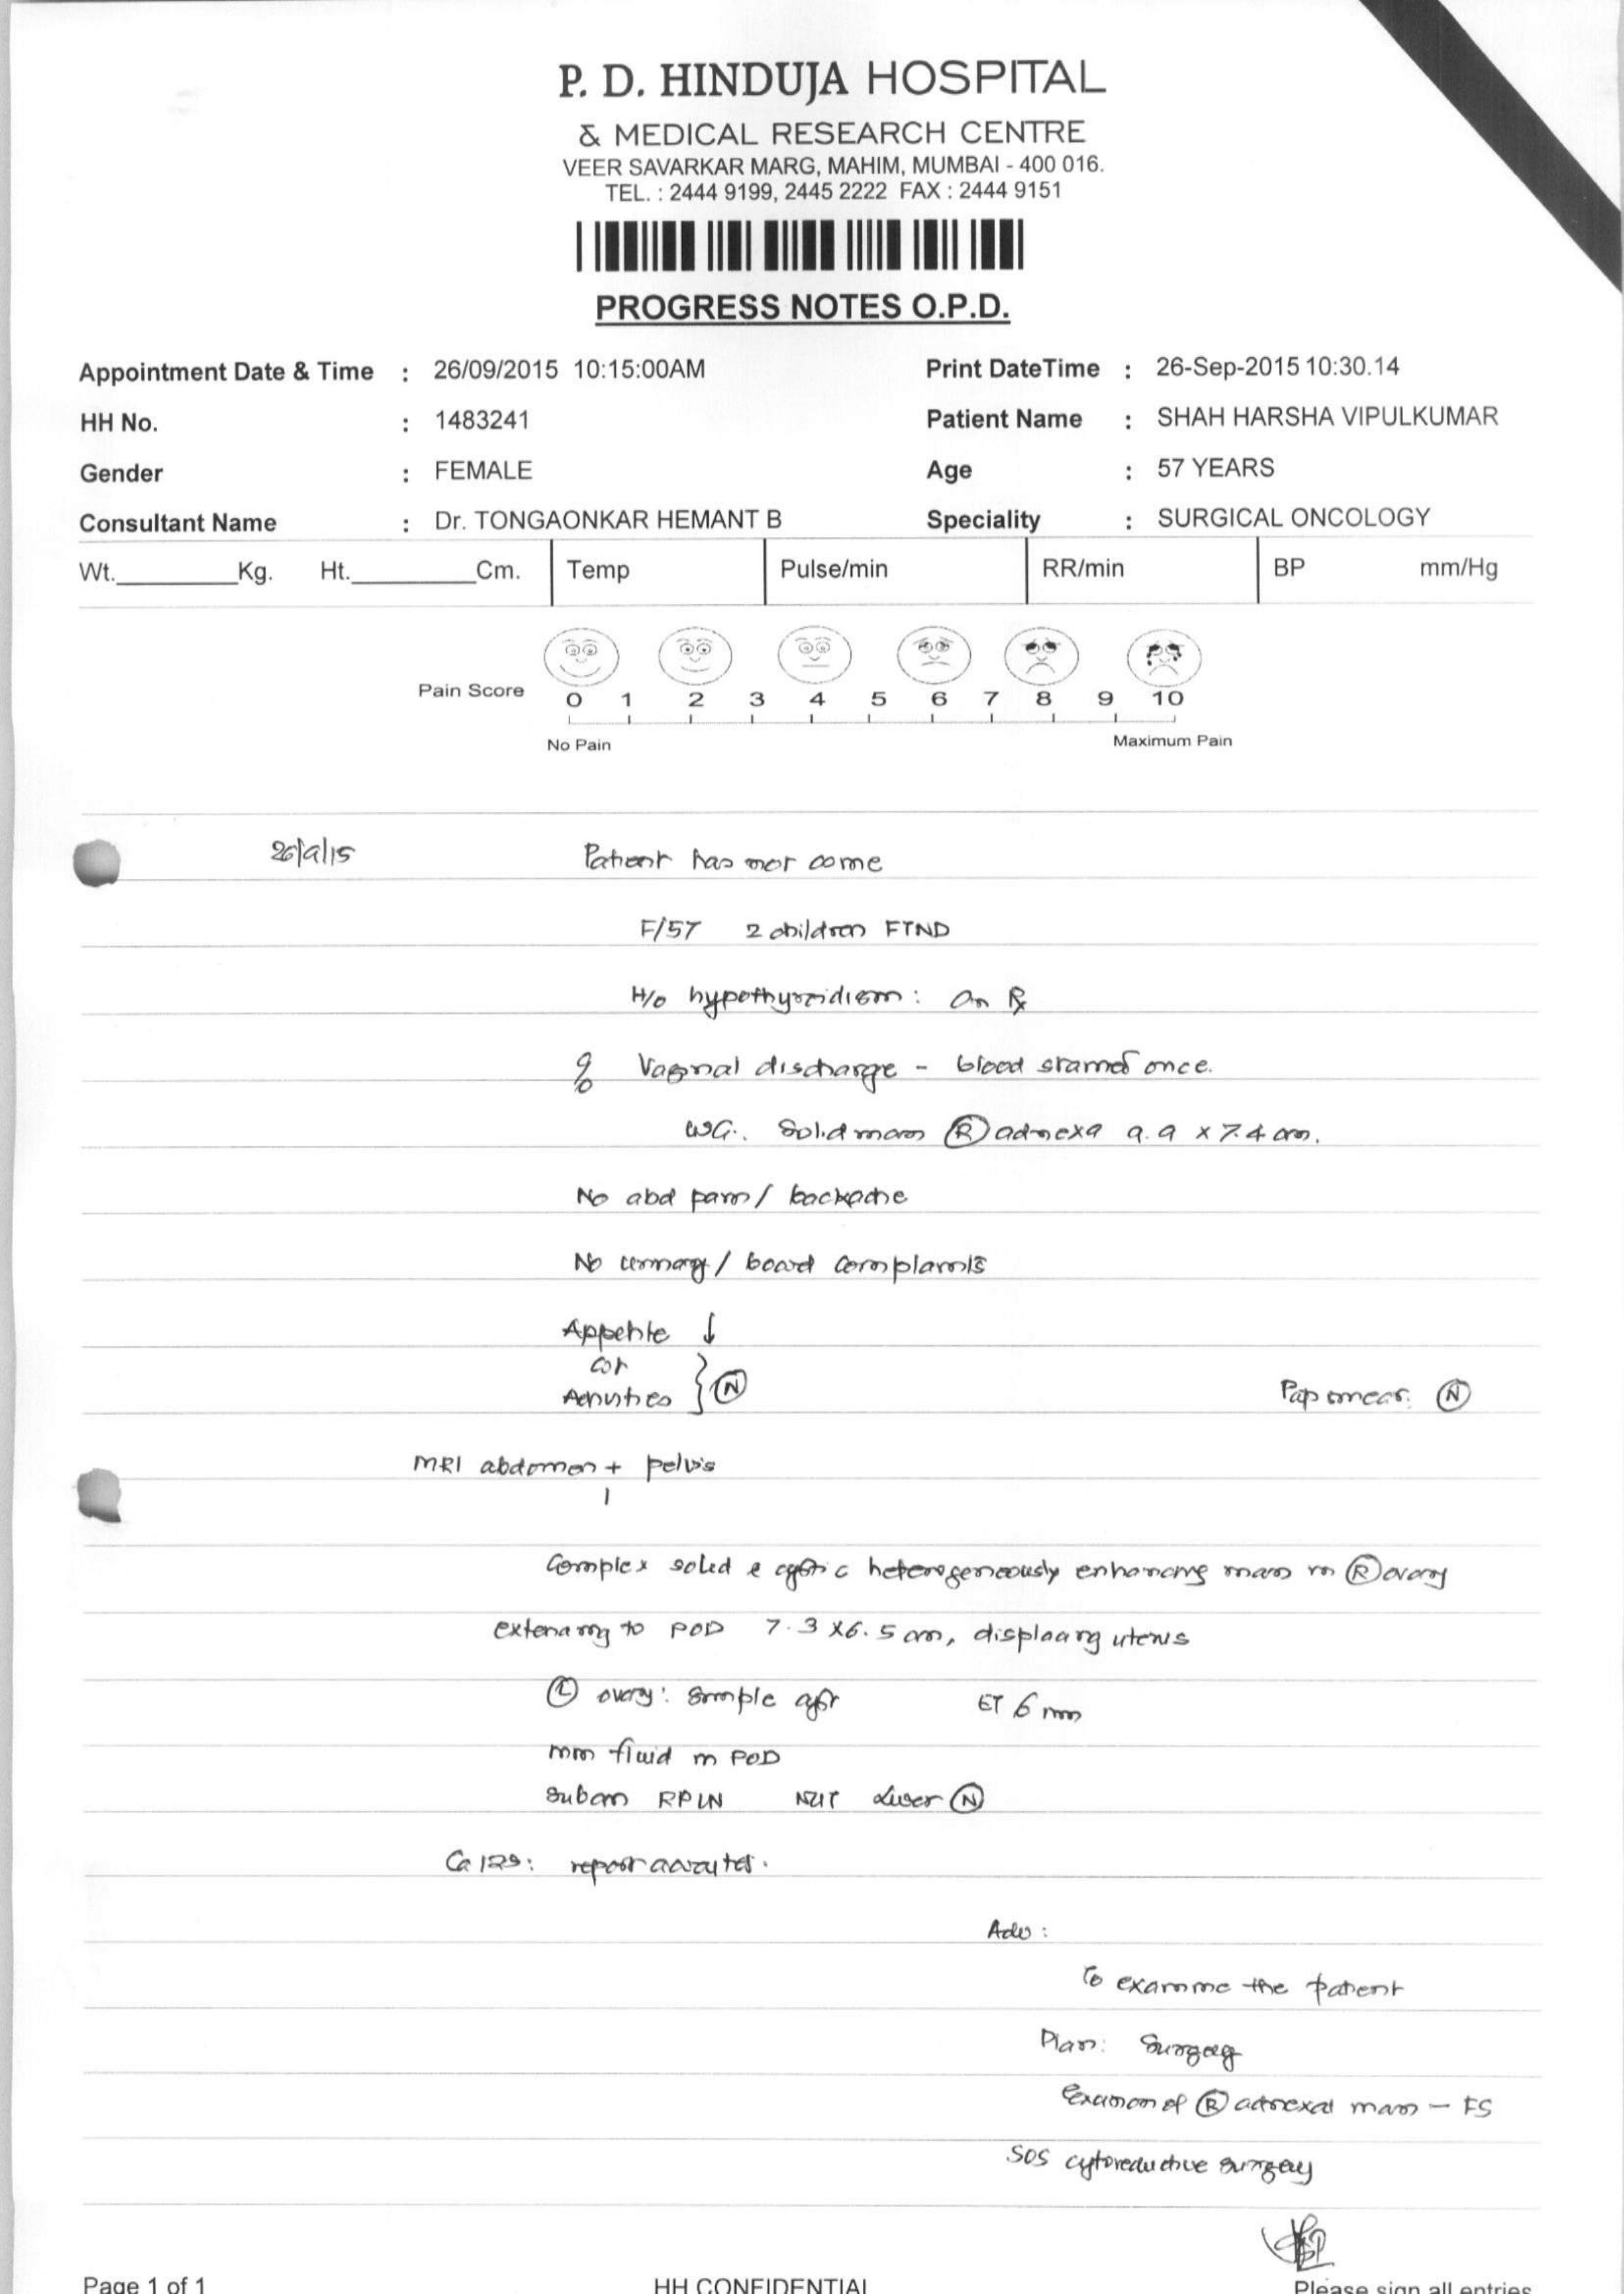 P. D. HINDUJA HOSPITAL
& MEDICAL RESEARCH CENTRE
VEER SAVARKAR MARG, MAHIM, MUMBAI - 400 016.
TEL. : 2444 9199, 2445 2222 FAX : 2444 9151
PROGRESS NOTES O.P.D.
Appointment Date & Time : 26/09/2015 10:15:00AM Print DateTime : 26-Sep-2015 10:30.14
HH No. : 1483241 Patient Name : SHAH HARSHA VIPULKUMAR
Gender : FEMALE Age : 57 YEARS
Consultant Name : Dr. TONGAONKAR HEMANT B Speciality : SURGICAL ONCOLOGY
Wt. Kg. Ht. Cm. Temp Pulse/min RR/min BP mm/Hg
Pain Score 0 1 2 3 4 5 6 7 8 9 10
No Pain Maximum Pain
26/9/15 Patient has not come
F/57 2 children FTND
H/o hypothyroidism : On Rx
c/o Vaginal discharge - blood stained once.
USG. Solid mass (R) adnexa 9.9 x 7.4 cm.
No abd pain / backache
No urinary / bowel complaints
Appetite ↓
Wt
Activities } (N) Pap smear: (N)
MRI abdomen + pelvis
Complex solid & cystic heterogeneously enhancing mass in (R) ovary
extending to POD 7.3 x 6.5 cm, displacing uterus
(L) ovary: simple cyst ET 6 mm
min fluid in POD
Subcm RPLN Liver (N)
Ca 125: report awaited.
Adv :
To examine the patient
Plan: Surgery
Excision of (R) adnexal mass — FS
SOS cytoreductive surgery
Page 1 of 1 HH CONFIDENTIAL Please sign all entries